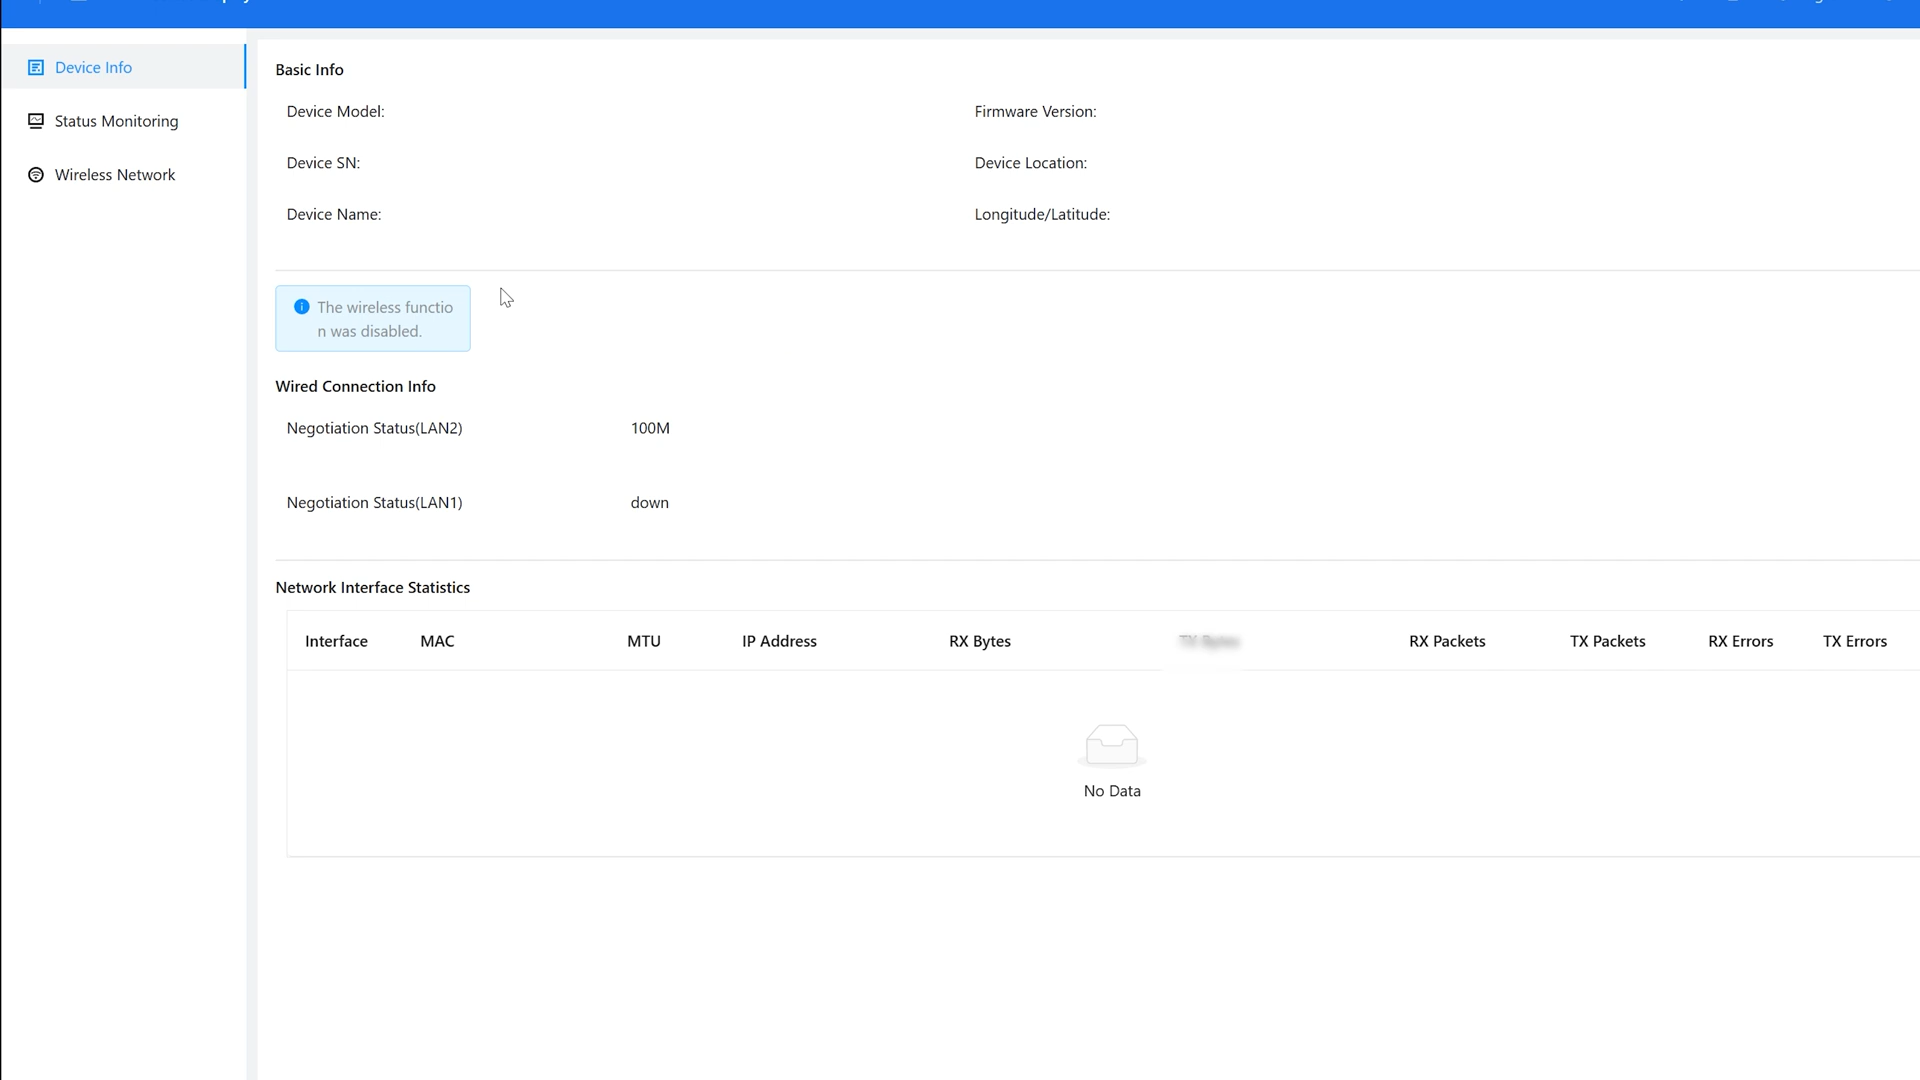 Device Info
Status Monitoring
Wireless Network
Basic Info
Device Model:
Firmware Version:
Device SN:
Device Location:
Device Name:
Longitude/Latitude:
The wireless functio
n was disabled.
Wired Connection Info
Negotiation Status(LAN2) 100M
Negotiation Status(LAN1) down
Network Interface Statistics
Interface MAC MTU IP Address RX Bytes RX Packets TX Packets RX Errors TX Errors
No Data